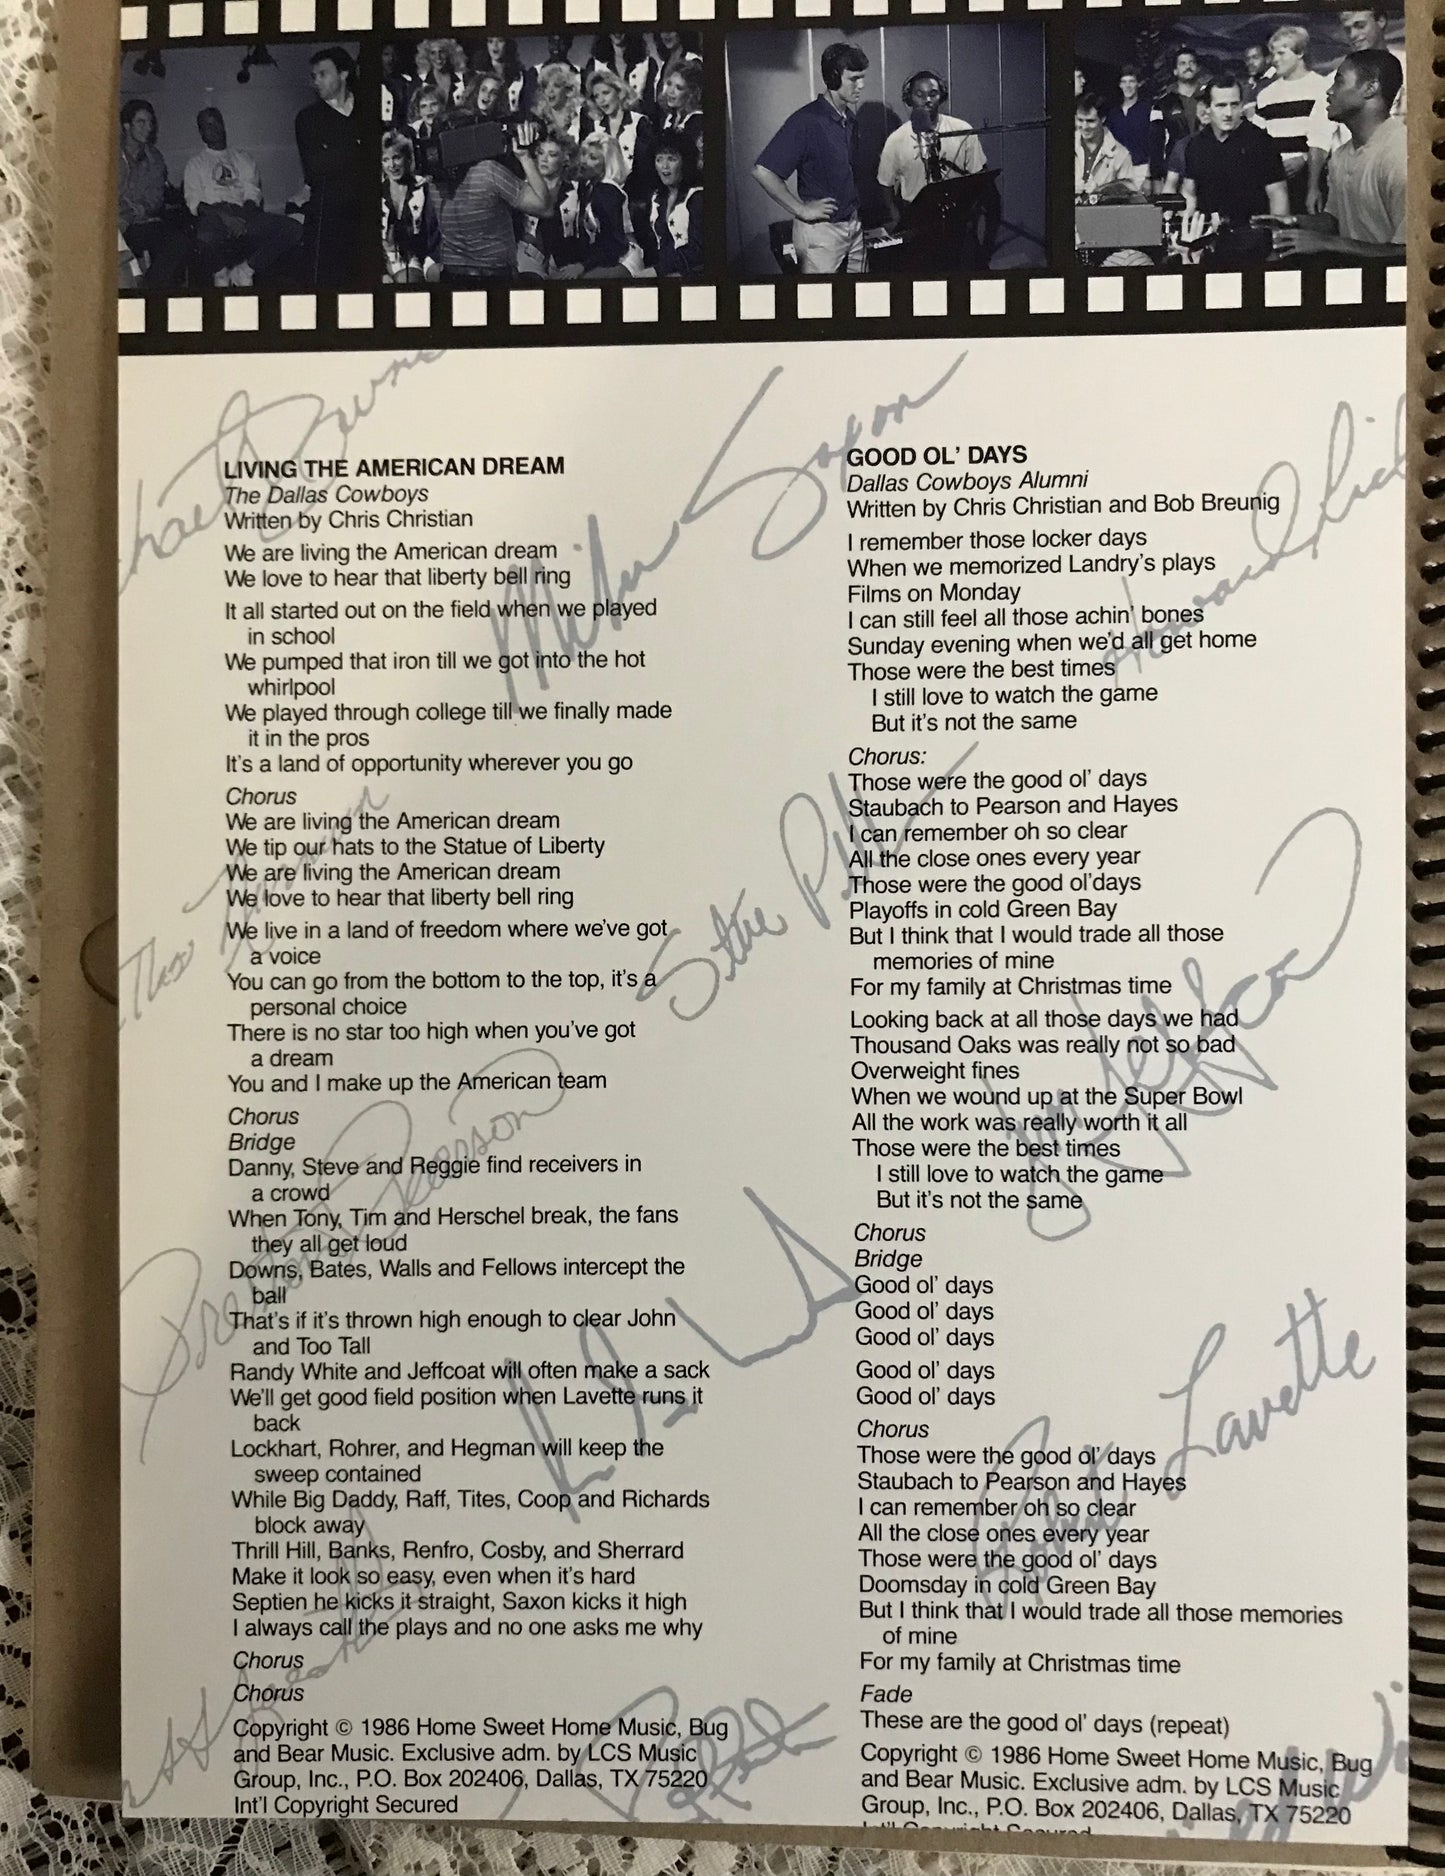 LIVING THE AMERICAN DREAM
The Dallas Cowboys
Written by Chris Christian
We are living the American dream
We love to hear that liberty bell ring
It all started out on the field when we played
in school
We pumped that iron till we got into the hot
whirlpool
We played through college till we finally made
it in the pros
It's a land of opportunity wherever you go
Chorus
We are living the American dream
We tip our hats to the Statue of Liberty
We are living the American dream
We love to hear that liberty bell ring
We live in a land of freedom where we've got
a voice
You can go from the bottom to the top, it's a
personal choice
There is no star too high when you've got
a dream
You and I make up the American team
Chorus
Bridge
Danny, Steve and Reggie find receivers in
a crowd
When Tony, Tim and Herschel break, the fans
they all get loud
Downs, Bates, Walls and Fellows intercept the
ball
That's if it's thrown high enough to clear John
and Too Tall
Randy White and Jeffcoat will often make a sack
We'll get good field position when Lavette runs it
back
Lockhart, Rohrer, and Hegman will keep the
sweep contained
While Big Daddy, Raff, Tites, Coop and Richards
block away
Thrill Hill, Banks, Renfro, Cosby, and Sherrard
Make it look so easy, even when it's hard
Septien he kicks it straight, Saxon kicks it high
I always call the plays and no one asks me why
Chorus
Chorus
Copyright © 1986 Home Sweet Home Music, Bug
and Bear Music. Exclusive adm. by LCS Music
Group, Inc., P.O. Box 202406, Dallas, TX 75220
Int'l Copyright Secured
GOOD OL' DAYS
Dallas Cowboys Alumni
Written by Chris Christian and Bob Breunig
I remember those locker days
When we memorized Landry's plays
Films on Monday
I can still feel all those achin' bones
Sunday evening when we'd all get home
Those were the best times
I still love to watch the game
But it's not the same
Chorus:
Those were the good ol' days
Staubach to Pearson and Hayes
I can remember oh so clear
All the close ones every year
Those were the good ol'days
Playoffs in cold Green Bay
But I think that I would trade all those
memories of mine
For my family at Christmas time
Looking back at all those days we had
Thousand Oaks was really not so bad
Overweight fines
When we wound up at the Super Bowl
All the work was really worth it all
Those were the best times
I still love to watch the game
But it's not the same
Chorus
Bridge
Good ol' days
Good ol' days
Good ol' days
Good ol' days
Good ol' days
Chorus
Those were the good ol' days
Staubach to Pearson and Hayes
I can remember oh so clear
All the close ones every year
Those were the good ol' days
Doomsday in cold Green Bay
But I think that I would trade all those memories
of mine
For my family at Christmas time
Fade
These are the good ol' days (repeat)
Copyright © 1986 Home Sweet Home Music, Bug
and Bear Music. Exclusive adm. by LCS Music
Group, Inc., P.O. Box 202406, Dallas, TX 75220
Int'l Copyright Secured
Mike Saxon
Steve
Preston Pearson
Robert Lavette
Howard